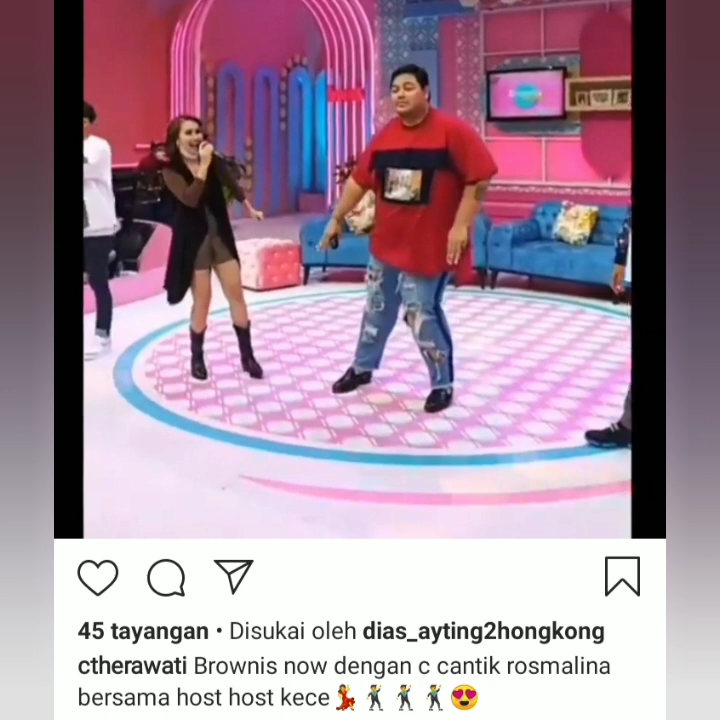 45 tayangan • Disukai oleh dias_ayting2hongkong
ctherawati Brownis now dengan c cantik rosmalina
bersama host host kece💃🕺🕺🕺😍